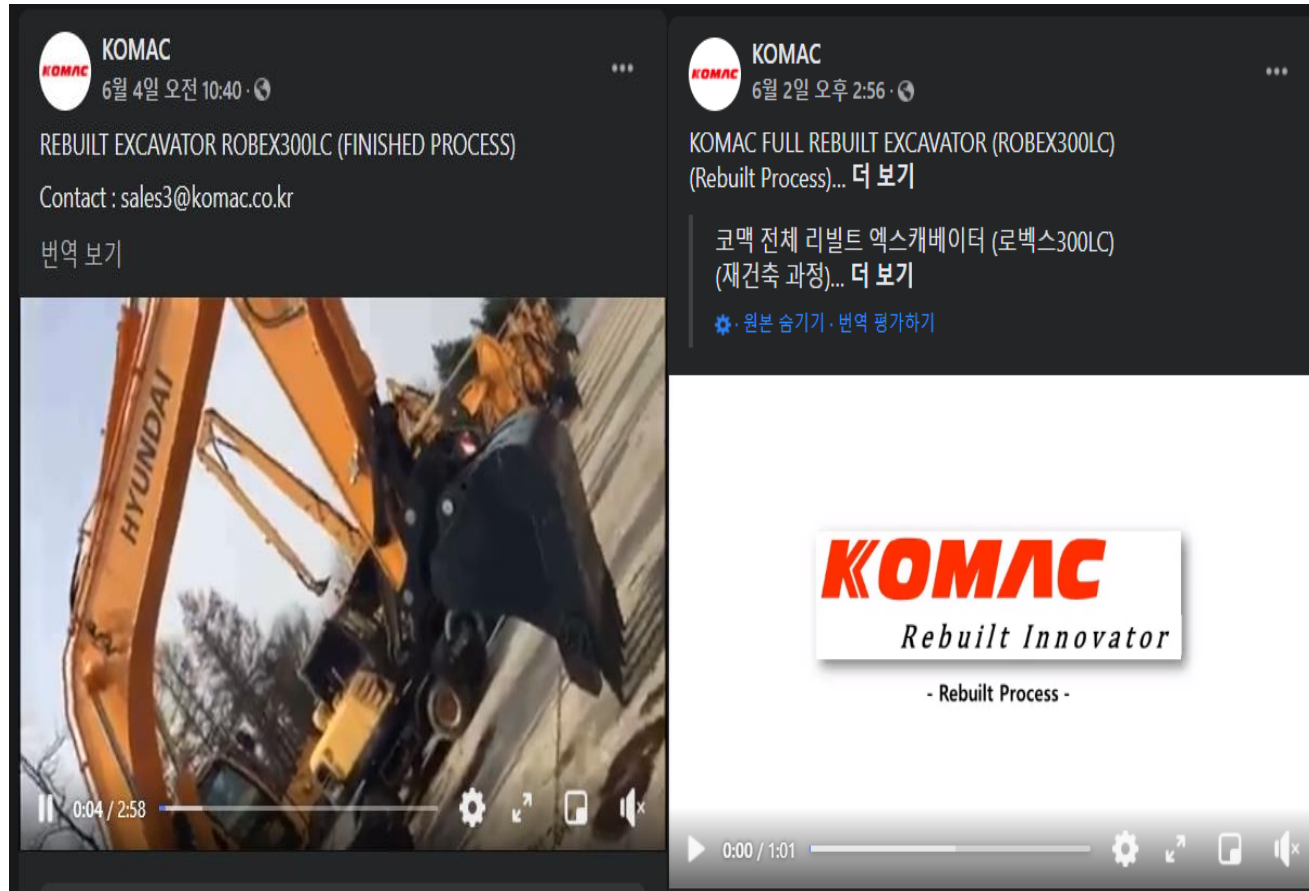 KOMAC
KOMAC
6월 4일 오전 10:40 ·
REBUILT EXCAVATOR ROBEX300LC (FINISHED PROCESS)
Contact : sales3@komac.co.kr
번역 보기
HYUNDAI
0:04 / 2:58
KOMAC
KOMAC
6월 2일 오후 2:56 ·
KOMAC FULL REBUILT EXCAVATOR (ROBEX300LC)
(Rebuilt Process)... 더 보기
코맥 전체 리빌트 엑스캐베이터 (로벡스300LC)
(재건축 과정)... 더 보기
· 원본 숨기기 · 번역 평가하기
KOMAC
Rebuilt Innovator
- Rebuilt Process -
0:00 / 1:01